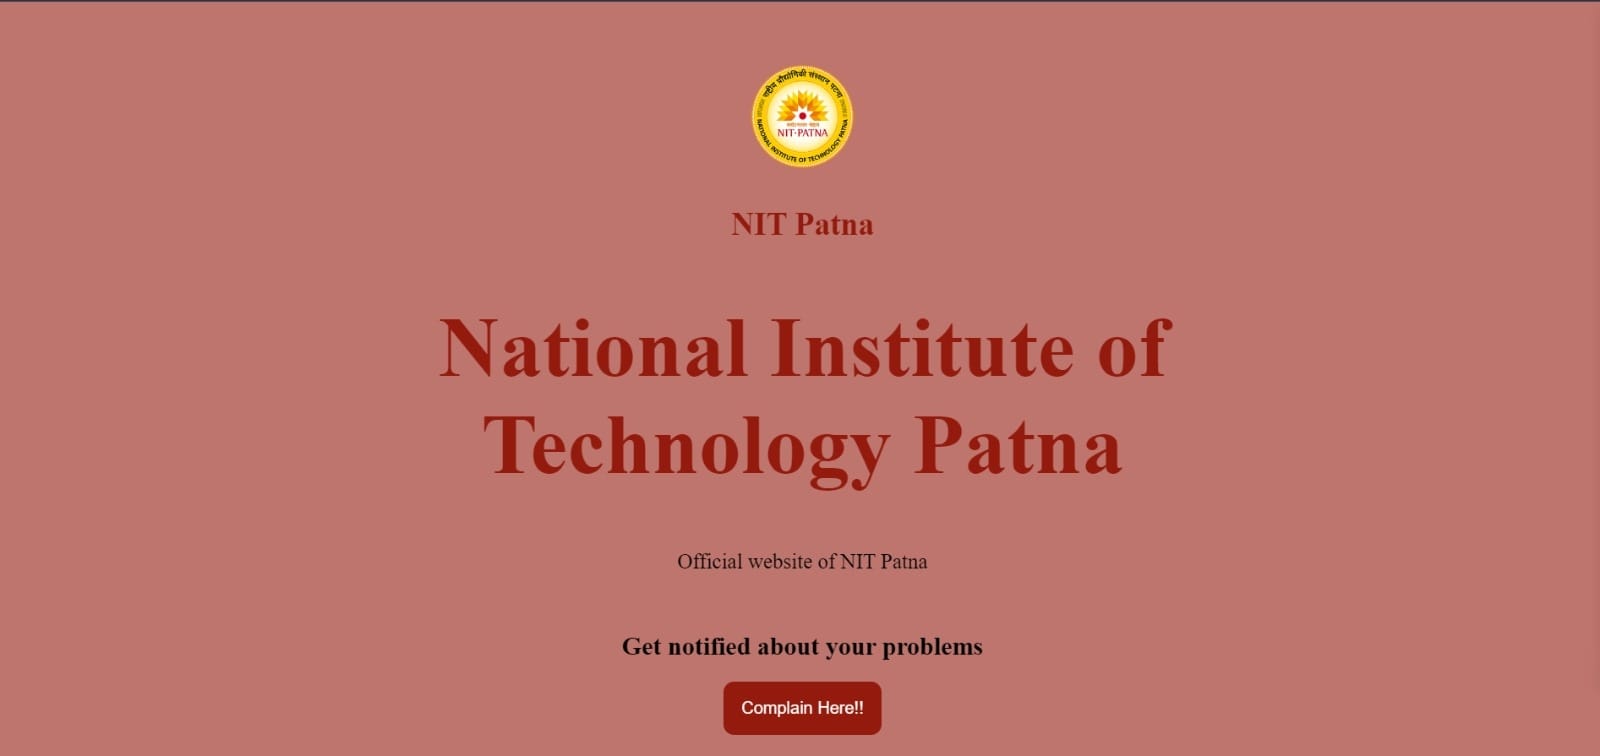 राष्ट्रीय प्रौद्योगिकी संस्थान पटना
NIT-PATNA
NATIONAL INSTITUTE OF TECHNOLOGY PATNA
NIT Patna
National Institute of
Technology Patna
Official website of NIT Patna
Get notified about your problems
Complain Here!!